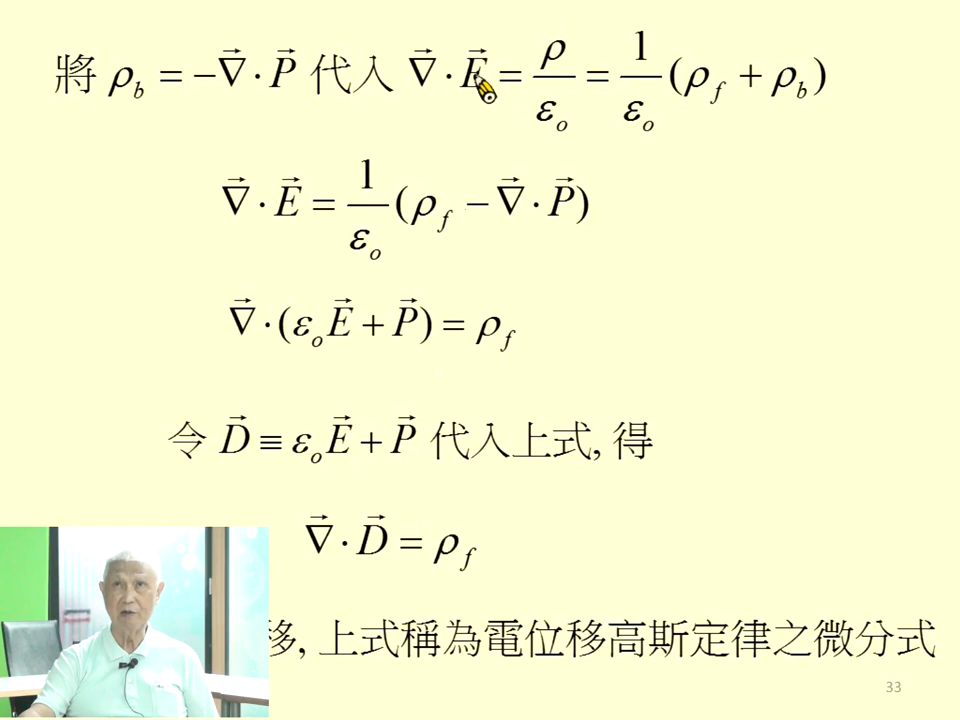 將 ρ_b = −∇⃗ · P⃗ 代入 ∇⃗ · E⃗ = ρ/ε_o = 1/ε_o (ρ_f + ρ_b)
∇⃗ · E⃗ = 1/ε_o (ρ_f − ∇⃗ · P⃗)
∇⃗ · (ε_o E⃗ + P⃗) = ρ_f
令 D⃗ ≡ ε_o E⃗ + P⃗ 代入上式, 得
∇⃗ · D⃗ = ρ_f
移, 上式稱為電位移高斯定律之微分式
33